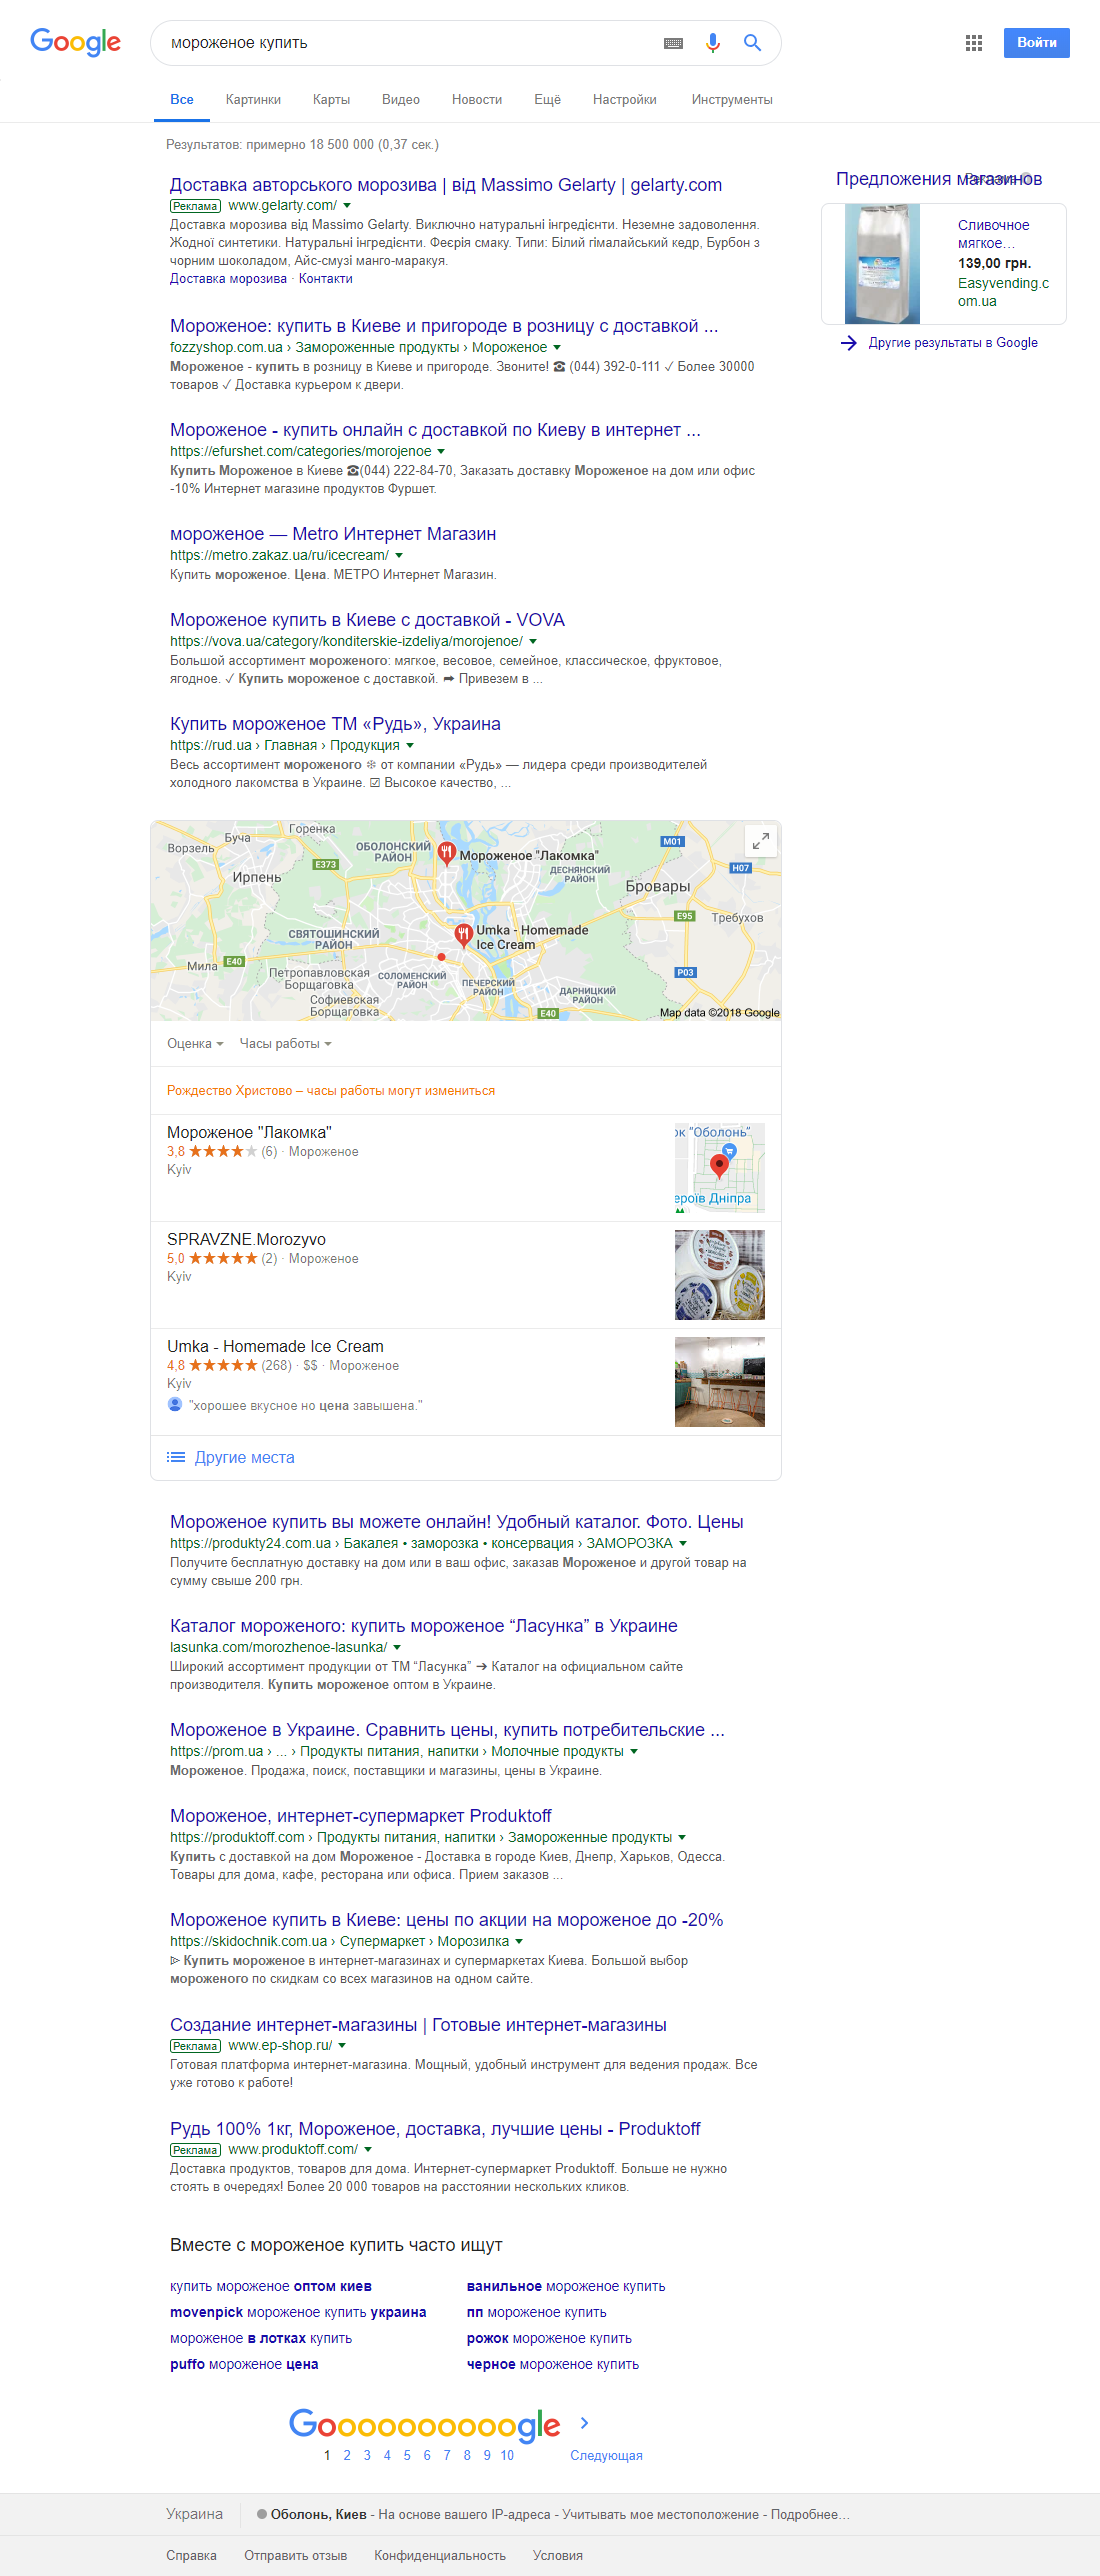 Google
мороженое купить
Войти
Все Картинки Карты Видео Новости Ещё Настройки Инструменты
Результатов: примерно 18 500 000 (0,37 сек.)
Доставка авторського морозива | від Massimo Gelarty | gelarty.com
Реклама www.gelarty.com/
Доставка морозива від Massimo Gelarty. Виключно натуральні інгредієнти. Неземне задоволення.
Жодної синтетики. Натуральні інгредієнти. Феєрія смаку. Типи: Білий гімалайський кедр, Бурбон з
чорним шоколадом, Айс-смузі манго-маракуя.
Доставка морозива · Контакти
Предложения магазинов
Сливочное
мягкое…
139,00 грн.
Easyvending.c
om.ua
Другие результаты в Google
Мороженое: купить в Киеве и пригороде в розницу с доставкой ...
fozzyshop.com.ua › Замороженные продукты › Мороженое
Мороженое - купить в розницу в Киеве и пригороде. Звоните! ☎ (044) 392-0-111 ✓ Более 30000
товаров ✓ Доставка курьером к двери.
Мороженое - купить онлайн с доставкой по Киеву в интернет ...
https://efurshet.com/categories/morojenoe
Купить Мороженое в Киеве ☎(044) 222-84-70, Заказать доставку Мороженое на дом или офис
-10% Интернет магазине продуктов Фуршет.
мороженое — Metro Интернет Магазин
https://metro.zakaz.ua/ru/icecream/
Купить мороженое. Цена. МЕТРО Интернет Магазин.
Мороженое купить в Киеве с доставкой - VOVA
https://vova.ua/category/konditerskie-izdeliya/morojenoe/
Большой ассортимент мороженого: мягкое, весовое, семейное, классическое, фруктовое,
ягодное. ✓ Купить мороженое с доставкой. ➦ Привезем в ...
Купить мороженое ТМ «Рудь», Украина
https://rud.ua › Главная › Продукция
Весь ассортимент мороженого ❄ от компании «Рудь» — лидера среди производителей
холодного лакомства в Украине. ☑ Высокое качество, ...
Горенка
Буча
Ворзель
ОБОЛОНСКИЙ
РАЙОН
Мороженое "Лакомка"
М01
Е373
Н07
ДЕСНЯНСКИЙ
РАЙОН
Ирпень
Бровары
Е95
Требухов
СВЯТОШИНСКИЙ
РАЙОН
Umka - Homemade
Ice Cream
Мила
Е40
Петропавловская
Борщаговка
СОЛОМЕНСКИЙ
РАЙОН
ПЕЧЕРСКИЙ
РАЙОН
Р03
ДАРНИЦКИЙ
РАЙОН
Софиевская
Борщаговка
Е40
Map data ©2018 Google
Оценка Часы работы
Рождество Христово – часы работы могут измениться
Мороженое "Лакомка"
3,8 (6) · Мороженое
Kyiv
ок "Оболонь"
ероїв Дніпра
SPRAVZNE.Morozyvo
5,0 (2) · Мороженое
Kyiv
Umka - Homemade Ice Cream
4,8 (268) · $$ · Мороженое
Kyiv
"хорошее вкусное но цена завышена."
Другие места
Мороженое купить вы можете онлайн! Удобный каталог. Фото. Цены
https://produkty24.com.ua › Бакалея • заморозка • консервация › ЗАМОРОЗКА
Получите бесплатную доставку на дом или в ваш офис, заказав Мороженое и другой товар на
сумму свыше 200 грн.
Каталог мороженого: купить мороженое “Ласунка” в Украине
lasunka.com/morozhenoe-lasunka/
Широкий ассортимент продукции от ТМ “Ласунка” ➔ Каталог на официальном сайте
производителя. Купить мороженое оптом в Украине.
Мороженое в Украине. Сравнить цены, купить потребительские ...
https://prom.ua › ... › Продукты питания, напитки › Молочные продукты
Мороженое. Продажа, поиск, поставщики и магазины, цены в Украине.
Мороженое, интернет-супермаркет Produktoff
https://produktoff.com › Продукты питания, напитки › Замороженные продукты
Купить с доставкой на дом Мороженое - Доставка в городе Киев, Днепр, Харьков, Одесса.
Товары для дома, кафе, ресторана или офиса. Прием заказов ...
Мороженое купить в Киеве: цены по акции на мороженое до -20%
https://skidochnik.com.ua › Супермаркет › Морозилка
⩥ Купить мороженое в интернет-магазинах и супермаркетах Киева. Большой выбор
мороженого по скидкам со всех магазинов на одном сайте.
Создание интернет-магазины | Готовые интернет-магазины
Реклама www.ep-shop.ru/
Готовая платформа интернет-магазина. Мощный, удобный инструмент для ведения продаж. Все
уже готово к работе!
Рудь 100% 1кг, Мороженое, доставка, лучшие цены - Produktoff
Реклама www.produktoff.com/
Доставка продуктов, товаров для дома. Интернет-супермаркет Produktoff. Больше не нужно
стоять в очередях! Более 20 000 товаров на расстоянии нескольких кликов.
Вместе с мороженое купить часто ищут
купить мороженое оптом киев ванильное мороженое купить
movenpick мороженое купить украина пп мороженое купить
мороженое в лотках купить рожок мороженое купить
puffo мороженое цена черное мороженое купить
Goooooooooogle
1 2 3 4 5 6 7 8 9 10 Следующая
Украина Оболонь, Киев - На основе вашего IP-адреса - Учитывать мое местоположение - Подробнее…
Справка Отправить отзыв Конфиденциальность Условия